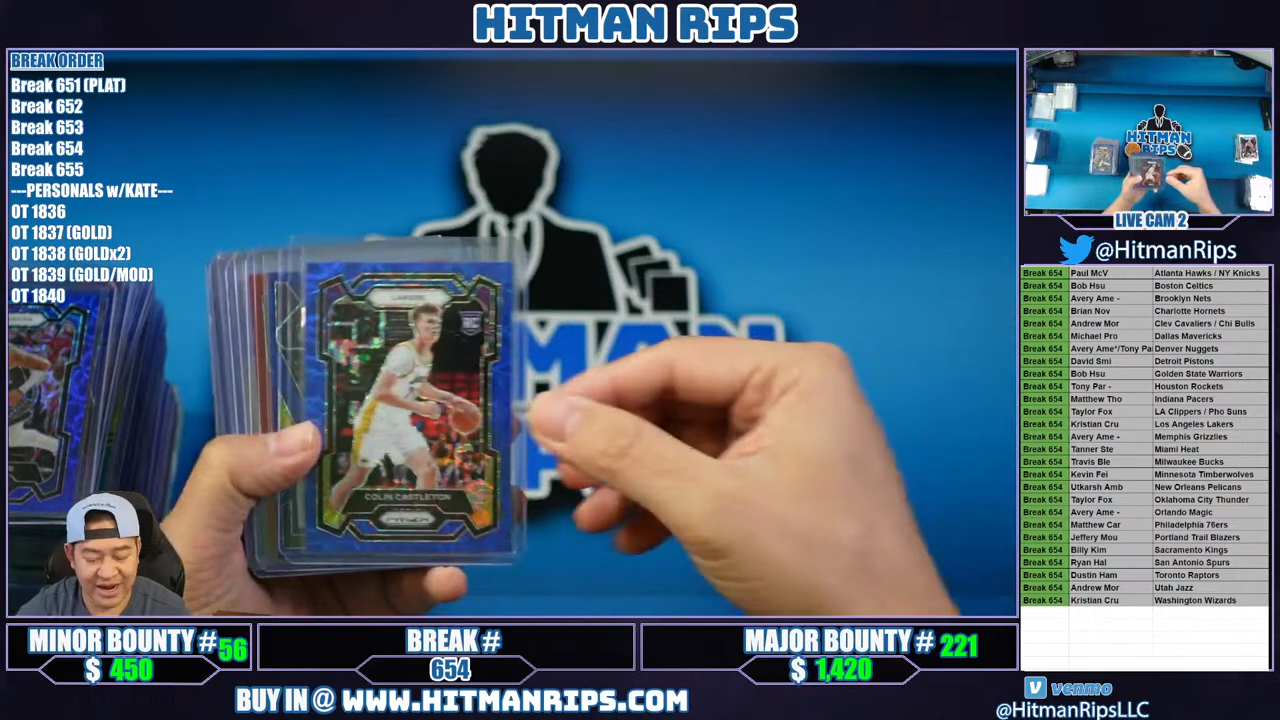 HITMAN RIPS
BREAK ORDER
Break 651 (PLAT)
Break 652
Break 653
Break 654
Break 655
---PERSONALS w/KATE---
OT 1836
OT 1837 (GOLD)
OT 1838 (GOLDx2)
OT 1839 (GOLD/MOD)
OT 1840
LAKERS
RC
COLIN CASTLETON
PRIZM
HITMAN
RIPS
LIVE CAM 2
@HitmanRips
Break 654 Paul McV Atlanta Hawks / NY Knicks
Break 654 Bob Hsu Boston Celtics
Break 654 Avery Ame - Brooklyn Nets
Break 654 Brian Nov Charlotte Hornets
Break 654 Andrew Mor Clev Cavaliers / Chi Bulls
Break 654 Michael Pro Dallas Mavericks
Break 654 Avery Ame*/Tony Pa Denver Nuggets
Break 654 David Smi Detroit Pistons
Break 654 Bob Hsu Golden State Warriors
Break 654 Tony Par - Houston Rockets
Break 654 Matthew Tho Indiana Pacers
Break 654 Taylor Fox LA Clippers / Pho Suns
Break 654 Kristian Cru Los Angeles Lakers
Break 654 Avery Ame - Memphis Grizzlies
Break 654 Tanner Ste Miami Heat
Break 654 Travis Ble Milwaukee Bucks
Break 654 Kevin Fei Minnesota Timberwolves
Break 654 Utkarsh Amb New Orleans Pelicans
Break 654 Taylor Fox Oklahoma City Thunder
Break 654 Avery Ame - Orlando Magic
Break 654 Matthew Car Philadelphia 76ers
Break 654 Jeffery Mou Portland Trail Blazers
Break 654 Billy Kim Sacramento Kings
Break 654 Ryan Hal San Antonio Spurs
Break 654 Dustin Ham Toronto Raptors
Break 654 Andrew Mor Utah Jazz
Break 654 Kristian Cru Washington Wizards
MINOR BOUNTY # 56
$ 450
BREAK #
654
MAJOR BOUNTY # 221
$ 1,420
BUY IN @ WWW.HITMANRIPS.COM
venmo
@HitmanRipsLLC